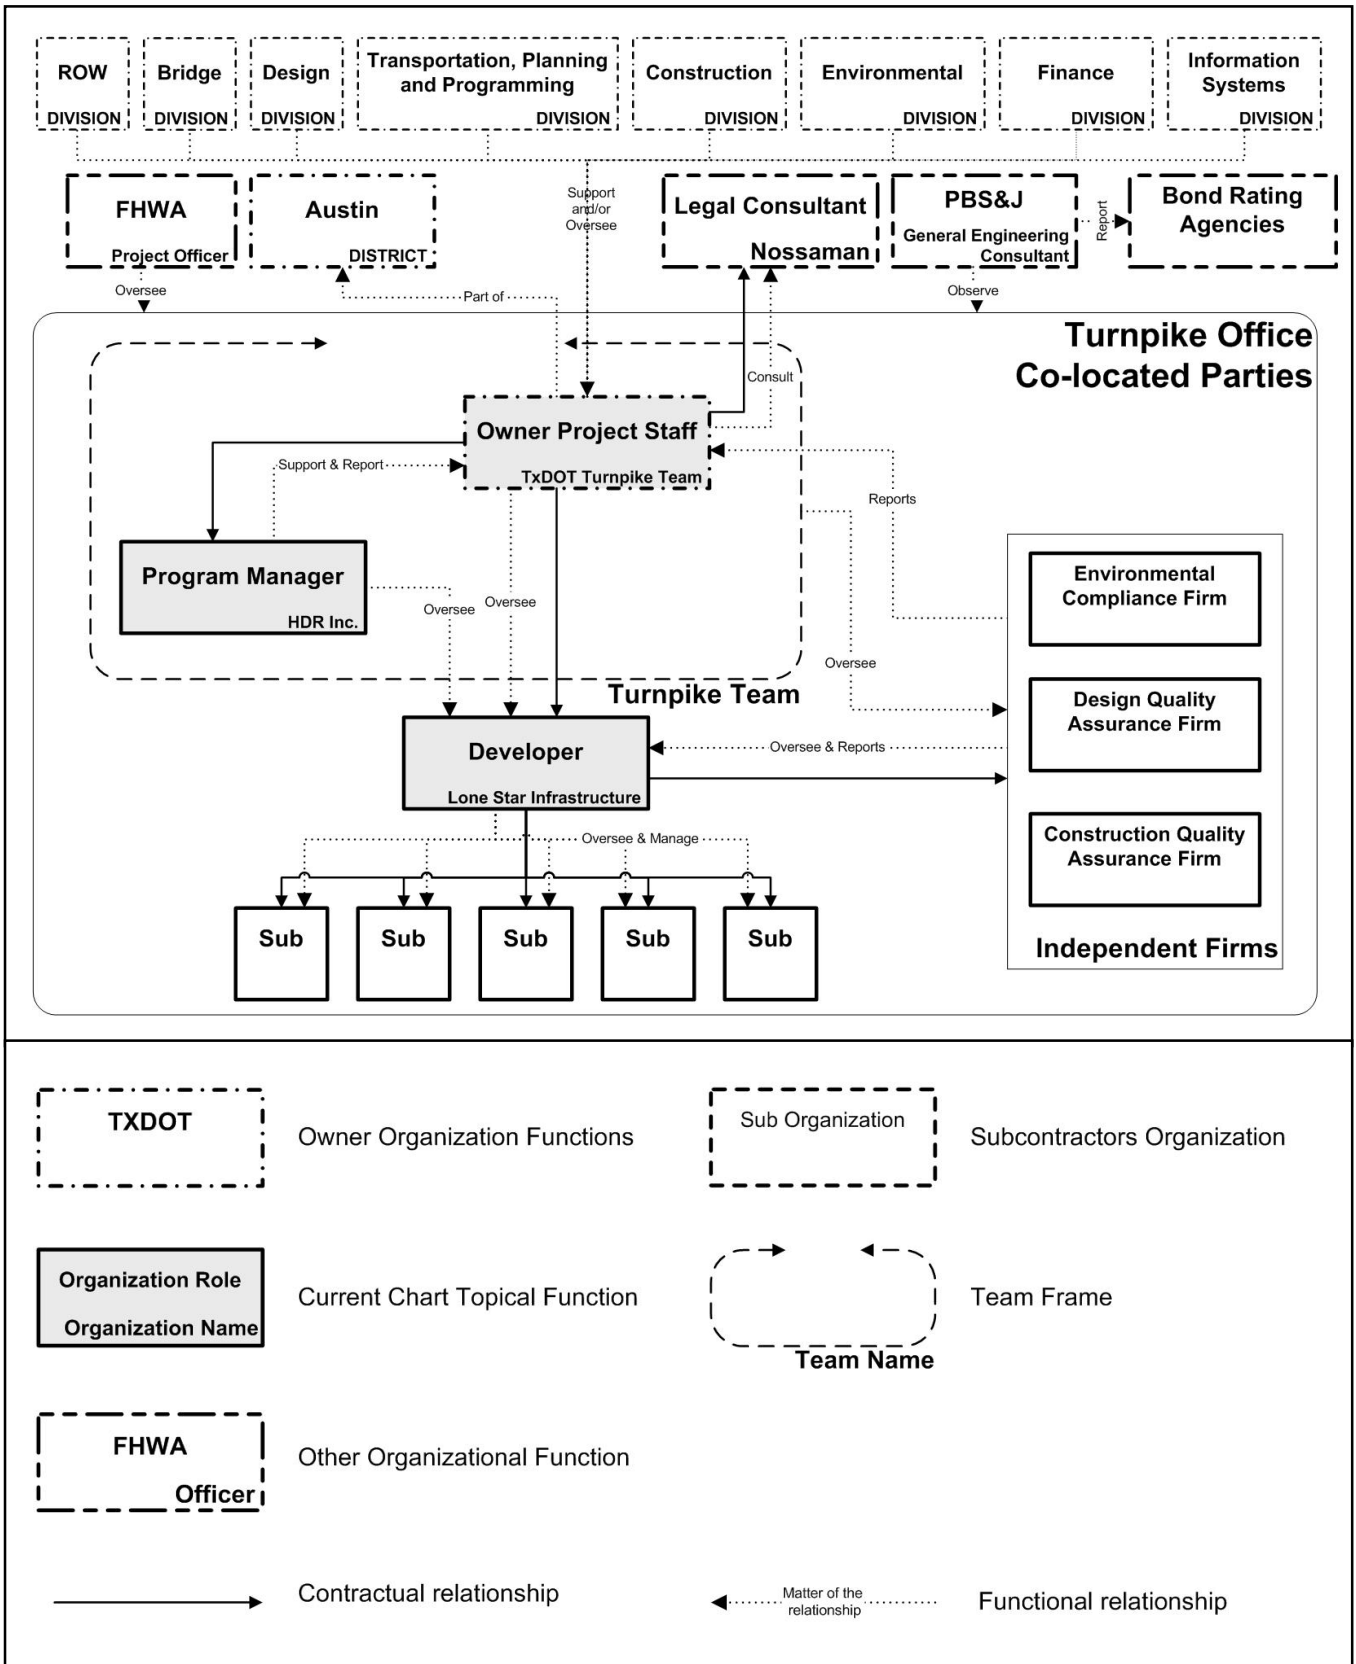 ROW
DIVISION
Bridge
DIVISION
Design
DIVISION
Transportation, Planning
and Programming
DIVISION
Construction
DIVISION
Environmental
DIVISION
Finance
DIVISION
Information
Systems
DIVISION
FHWA
Project Officer
Austin
DISTRICT
Support
and/or
Oversee
Legal Consultant
Nossaman
PBS&J
General Engineering
Consultant
Report
Bond Rating
Agencies
Oversee
Part of
Observe
Turnpike Office
Co-located Parties
Consult
Owner Project Staff
TxDOT Turnpike Team
Support & Report
Reports
Program Manager
HDR Inc.
Oversee
Oversee
Oversee
Turnpike Team
Environmental
Compliance Firm
Design Quality
Assurance Firm
Construction Quality
Assurance Firm
Independent Firms
Developer
Lone Star Infrastructure
Oversee & Reports
Oversee & Manage
Sub
Sub
Sub
Sub
Sub
TXDOT
Owner Organization Functions
Sub Organization
Subcontractors Organization
Organization Role
Organization Name
Current Chart Topical Function
Team Name
Team Frame
FHWA
Officer
Other Organizational Function
Contractual relationship
Matter of the
relationship
Functional relationship